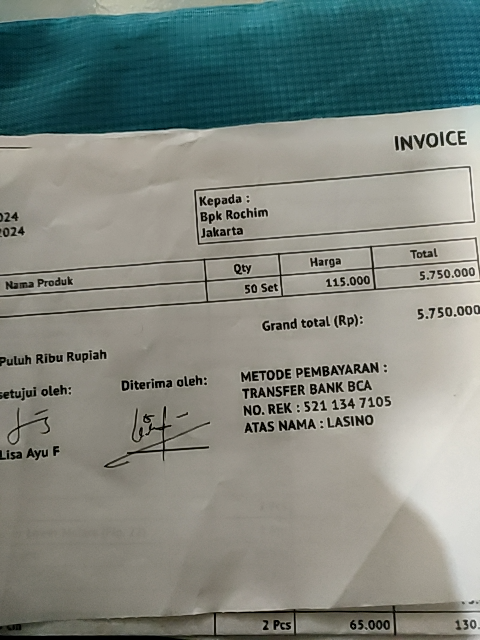 INVOICE
024
024
Kepada :
Bpk Rochim
Jakarta
Nama Produk Qty Harga Total
50 Set 115.000 5.750.000
Grand total (Rp): 5.750.000
Puluh Ribu Rupiah
setujui oleh: Diterima oleh:
Lisa Ayu F
METODE PEMBAYARAN :
TRANSFER BANK BCA
NO. REK : 521 134 7105
ATAS NAMA : LASINO
2 Pcs 65.000 130.